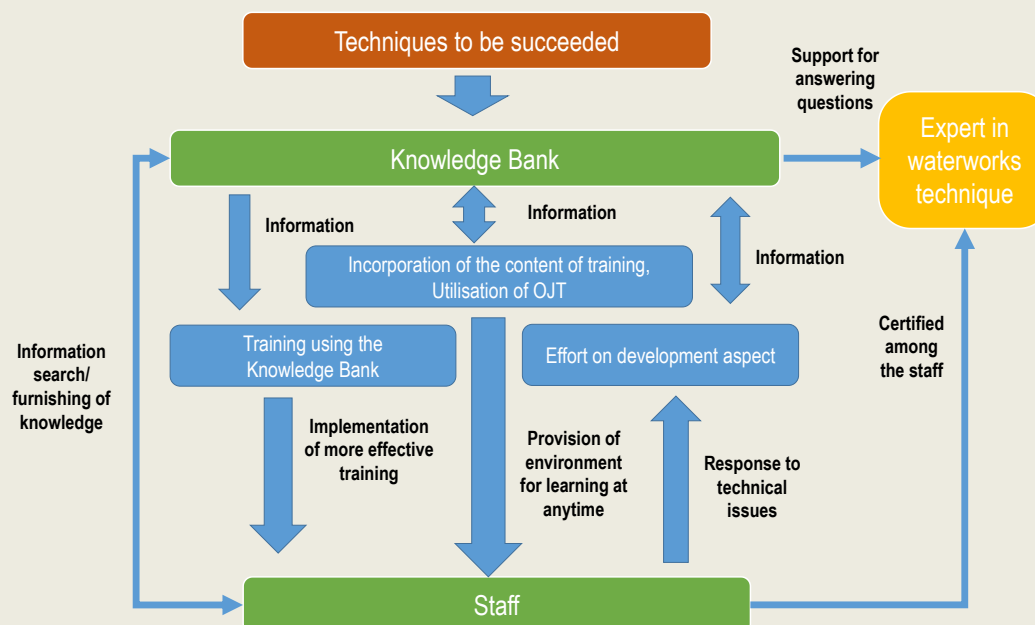 Techniques to be succeeded
Support for
answering
questions
Knowledge Bank
Expert in
waterworks
technique
Information
Information
Information
Incorporation of the content of training,
Utilisation of OJT
Training using the
Knowledge Bank
Effort on development aspect
Certified
among
the staff
Information
search/
furnishing of
knowledge
Implementation
of more effective
training
Provision of
environment
for learning at
anytime
Response to
technical
issues
Staff